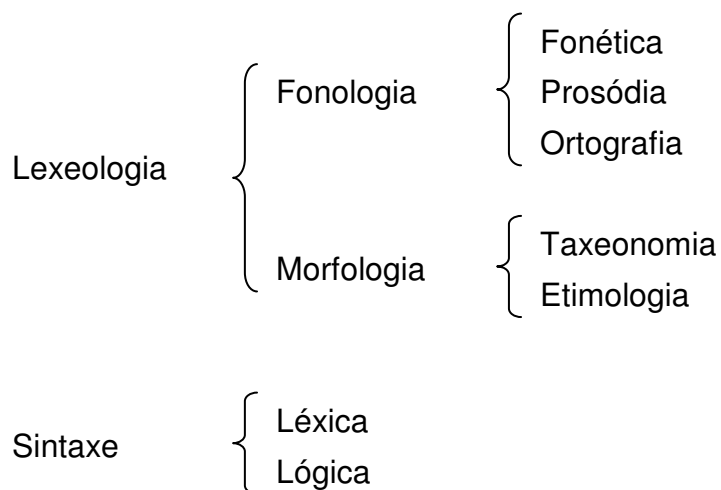 Lexeologia
Fonologia
Fonética
Prosódia
Ortografia
Morfologia
Taxeonomia
Etimologia
Sintaxe
Léxica
Lógica